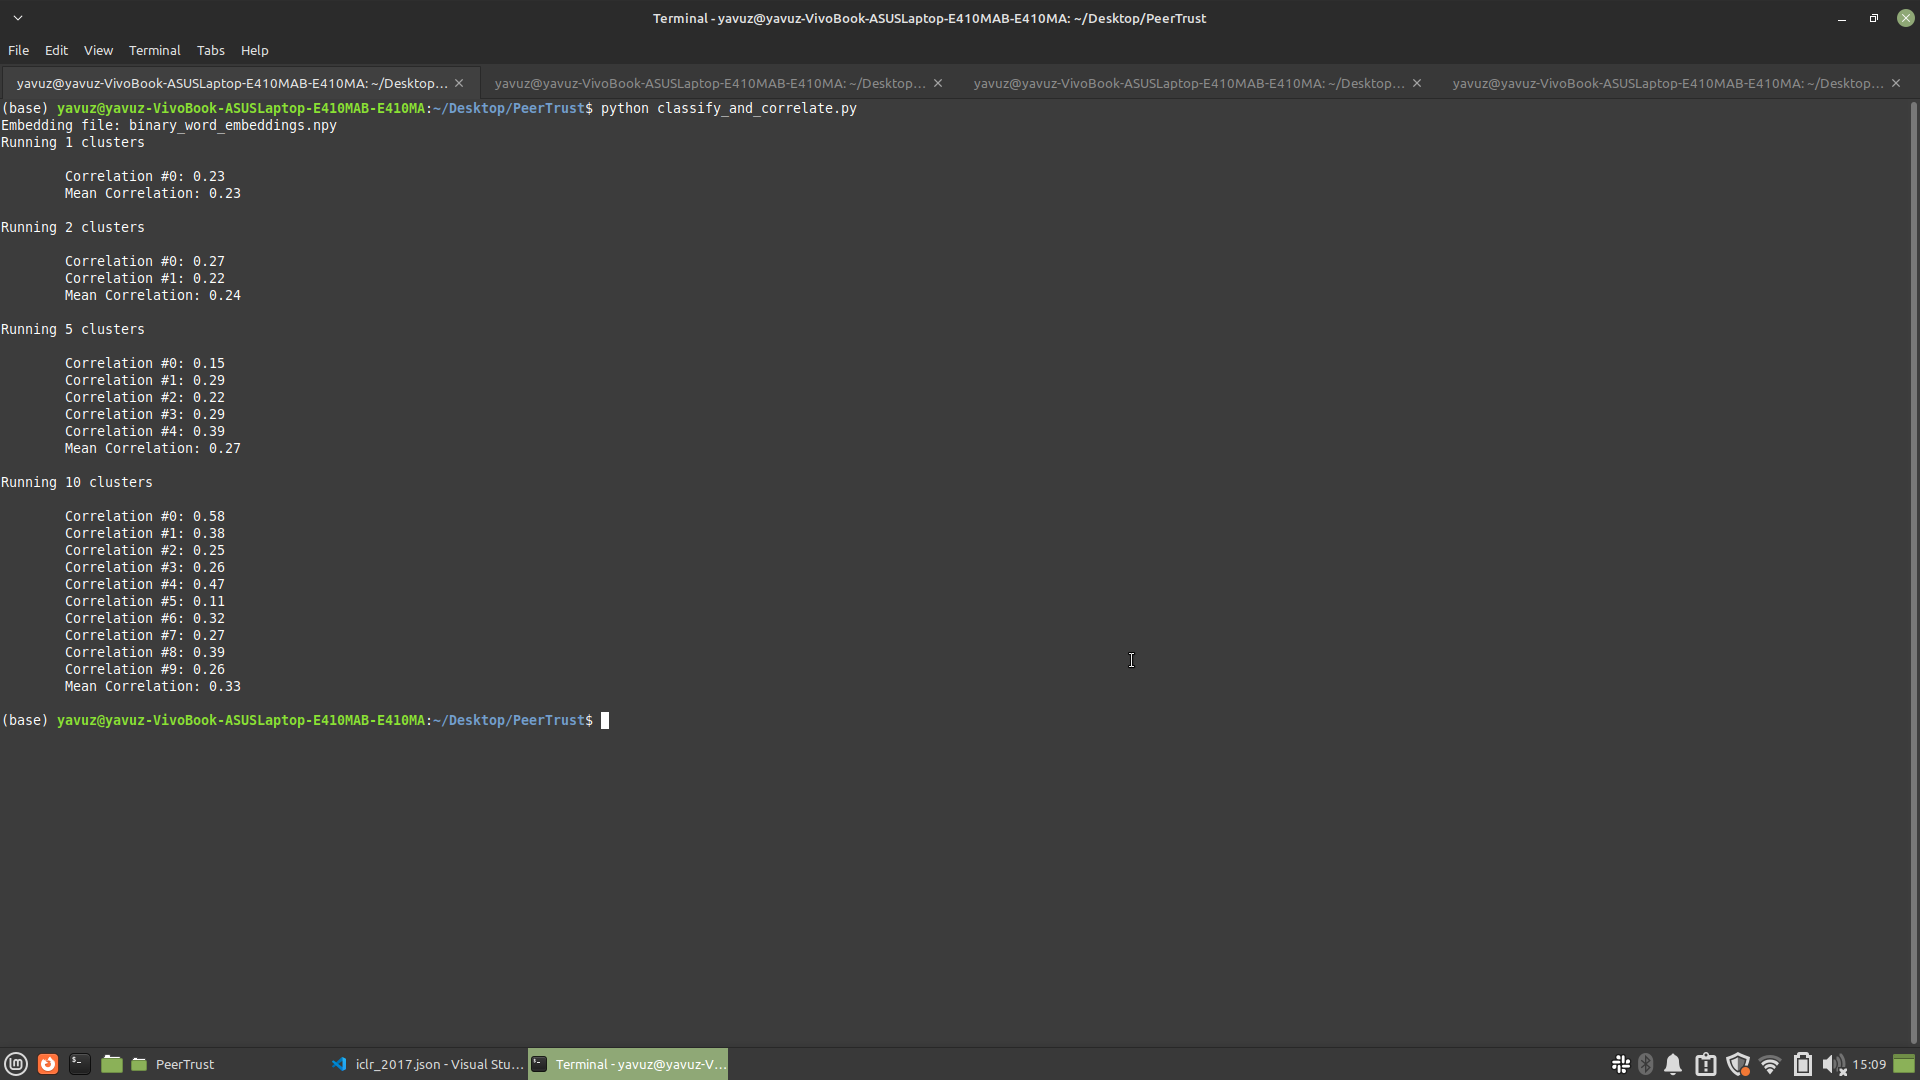 Terminal - yavuz@yavuz-VivoBook-ASUSLaptop-E410MAB-E410MA: ~/Desktop/PeerTrust
File Edit View Terminal Tabs Help
yavuz@yavuz-VivoBook-ASUSLaptop-E410MAB-E410MA: ~/Desktop... yavuz@yavuz-VivoBook-ASUSLaptop-E410MAB-E410MA: ~/Desktop... yavuz@yavuz-VivoBook-ASUSLaptop-E410MAB-E410MA: ~/Desktop... yavuz@yavuz-VivoBook-ASUSLaptop-E410MAB-E410MA: ~/Desktop...
(base) yavuz@yavuz-VivoBook-ASUSLaptop-E410MAB-E410MA:~/Desktop/PeerTrust$ python classify_and_correlate.py
Embedding file: binary_word_embeddings.npy
Running 1 clusters
Correlation #0: 0.23
Mean Correlation: 0.23
Running 2 clusters
Correlation #0: 0.27
Correlation #1: 0.22
Mean Correlation: 0.24
Running 5 clusters
Correlation #0: 0.15
Correlation #1: 0.29
Correlation #2: 0.22
Correlation #3: 0.29
Correlation #4: 0.39
Mean Correlation: 0.27
Running 10 clusters
Correlation #0: 0.58
Correlation #1: 0.38
Correlation #2: 0.25
Correlation #3: 0.26
Correlation #4: 0.47
Correlation #5: 0.11
Correlation #6: 0.32
Correlation #7: 0.27
Correlation #8: 0.39
Correlation #9: 0.26
Mean Correlation: 0.33
(base) yavuz@yavuz-VivoBook-ASUSLaptop-E410MAB-E410MA:~/Desktop/PeerTrust$
PeerTrust iclr_2017.json - Visual Stu... Terminal - yavuz@yavuz-V... 15:09